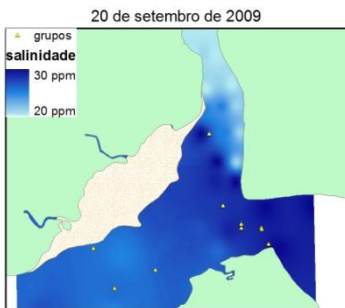 20 de setembro de 2009
grupos
salinidade
30 ppm
20 ppm